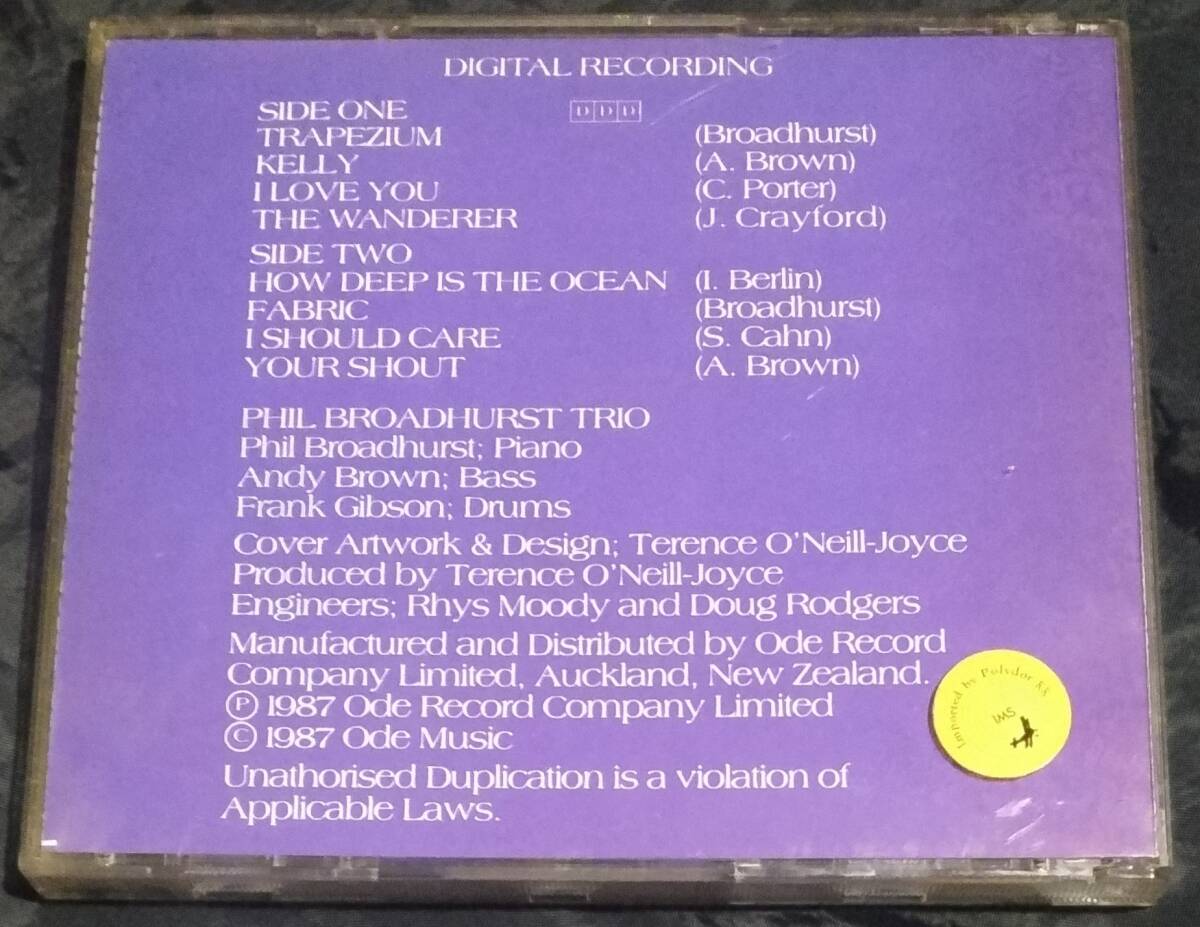 DIGITAL RECORDING
SIDE ONE DDD
TRAPEZIUM (Broadhurst)
KELLY (A. Brown)
I LOVE YOU (C. Porter)
THE WANDERER (J. Crayford)
SIDE TWO
HOW DEEP IS THE OCEAN (I. Berlin)
FABRIC (Broadhurst)
I SHOULD CARE (S. Cahn)
YOUR SHOUT (A. Brown)
PHIL BROADHURST TRIO
Phil Broadhurst; Piano
Andy Brown; Bass
Frank Gibson; Drums
Cover Artwork & Design; Terence O'Neill-Joyce
Produced by Terence O'Neill-Joyce
Engineers; Rhys Moody and Doug Rodgers
Manufactured and Distributed by Ode Record
Company Limited, Auckland, New Zealand.
Ⓟ 1987 Ode Record Company Limited
© 1987 Ode Music
Unathorised Duplication is a violation of
Applicable Laws.
Imported by Polydor KK
IMS